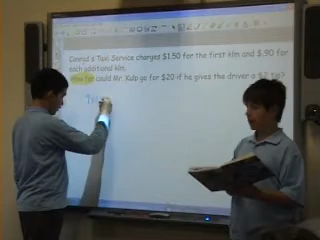 Conrad's Taxi Service charges $1.50 for the first klm and $.90 for
each additional klm.
How far could Mr. Kulp go for $20 if he gives the driver a $2 tip?